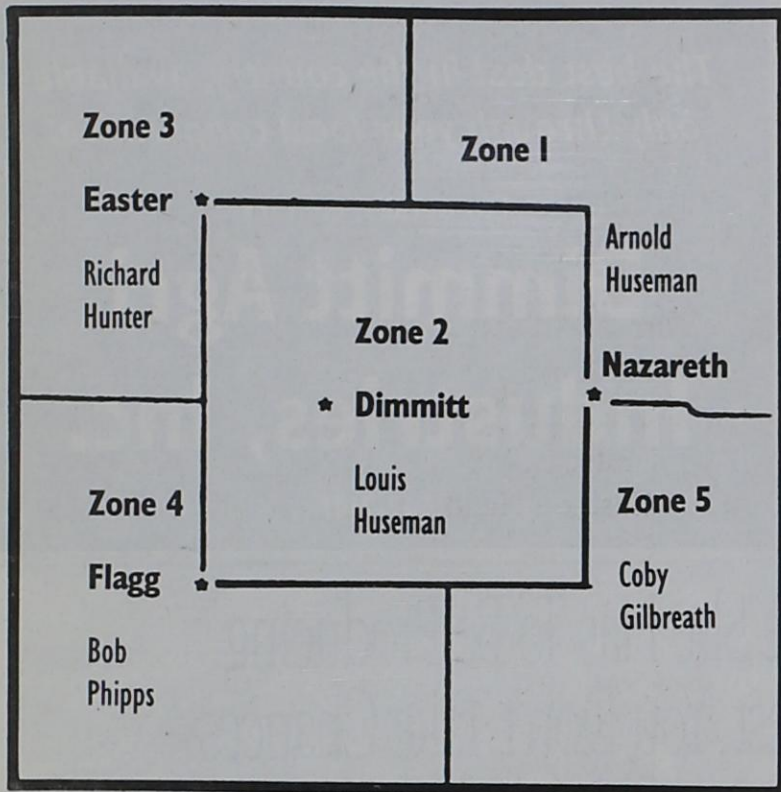 Zone 3
Easter
Richard
Hunter
Zone 1
Arnold
Huseman
Nazareth
Zone 2
Dimmitt
Louis
Huseman
Zone 4
Flagg
Bob
Phipps
Zone 5
Coby
Gilbreath